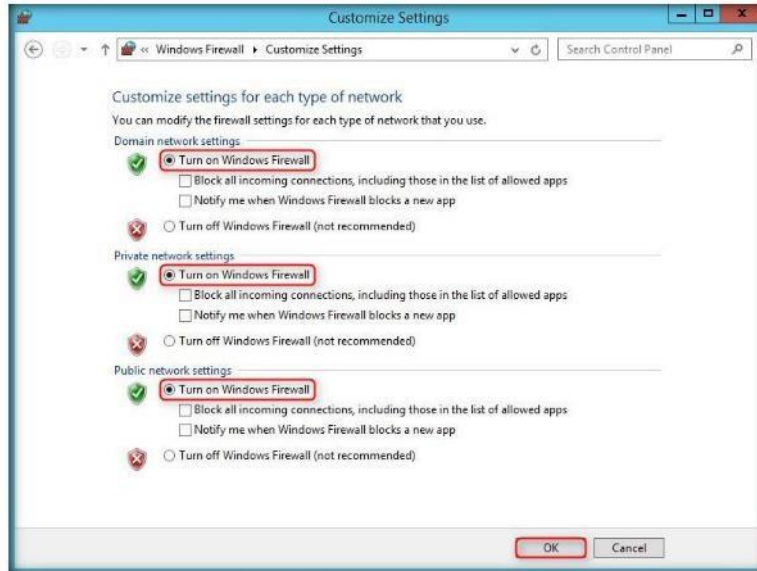 Customize Settings
« Windows Firewall ▸ Customize Settings
Search Control Panel
Customize settings for each type of network
You can modify the firewall settings for each type of network that you use.
Domain network settings
Turn on Windows Firewall
Block all incoming connections, including those in the list of allowed apps
Notify me when Windows Firewall blocks a new app
Turn off Windows Firewall (not recommended)
Private network settings
Turn on Windows Firewall
Block all incoming connections, including those in the list of allowed apps
Notify me when Windows Firewall blocks a new app
Turn off Windows Firewall (not recommended)
Public network settings
Turn on Windows Firewall
Block all incoming connections, including those in the list of allowed apps
Notify me when Windows Firewall blocks a new app
Turn off Windows Firewall (not recommended)
OK
Cancel